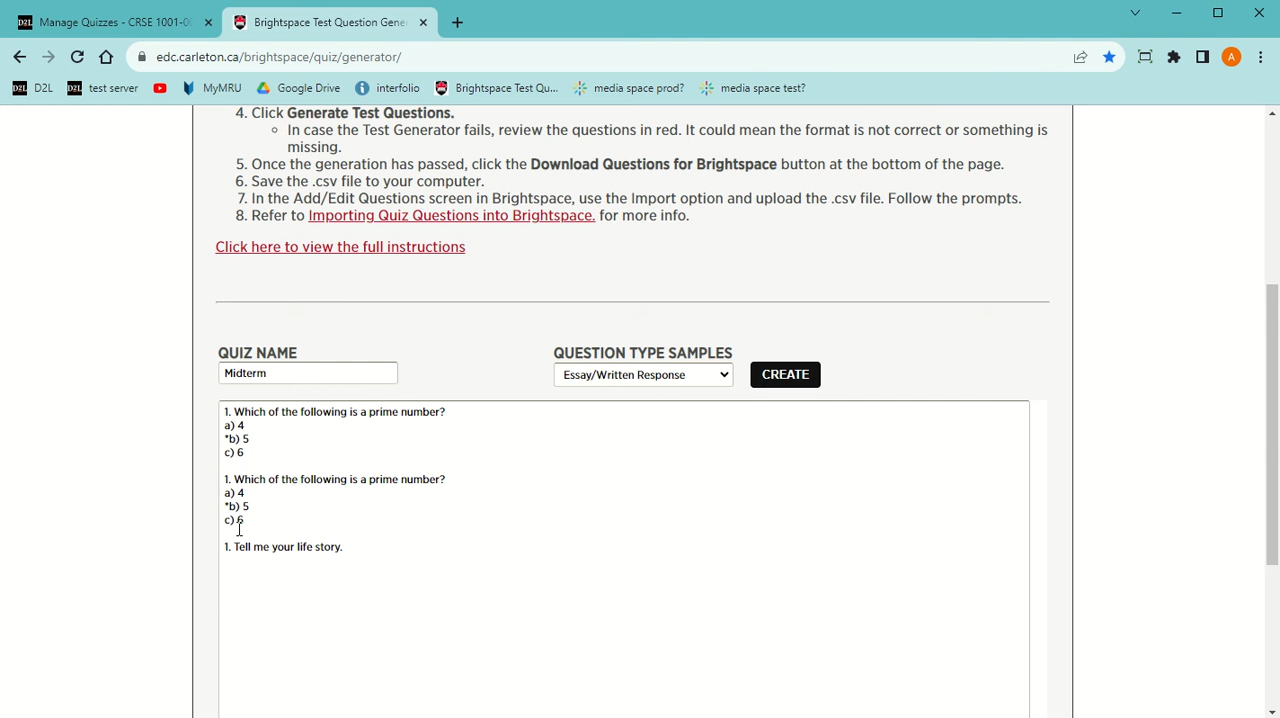 Manage Quizzes - CRSE 1001-0
Brightspace Test Question Gene
edc.carleton.ca/brightspace/quiz/generator/
A
D2L D2L
D2L test server
MyMRU
Google Drive
interfolio
Brightspace Test Qu...
media space prod?
media space test?
4. Click Generate Test Questions.
In case the Test Generator fails, review the questions in red. It could mean the format is not correct or something is
missing.
5. Once the generation has passed, click the Download Questions for Brightspace button at the bottom of the page.
6. Save the .csv file to your computer.
7. In the Add/Edit Questions screen in Brightspace, use the Import option and upload the .csv file. Follow the prompts.
8. Refer to Importing Quiz Questions into Brightspace. for more info.
Click here to view the full instructions
QUIZ NAME
Midterm
QUESTION TYPE SAMPLES
Essay/Written Response
CREATE
1. Which of the following is a prime number?
a) 4
*b) 5
c) 6
1. Which of the following is a prime number?
a) 4
*b) 5
c) 6
1. Tell me your life story.